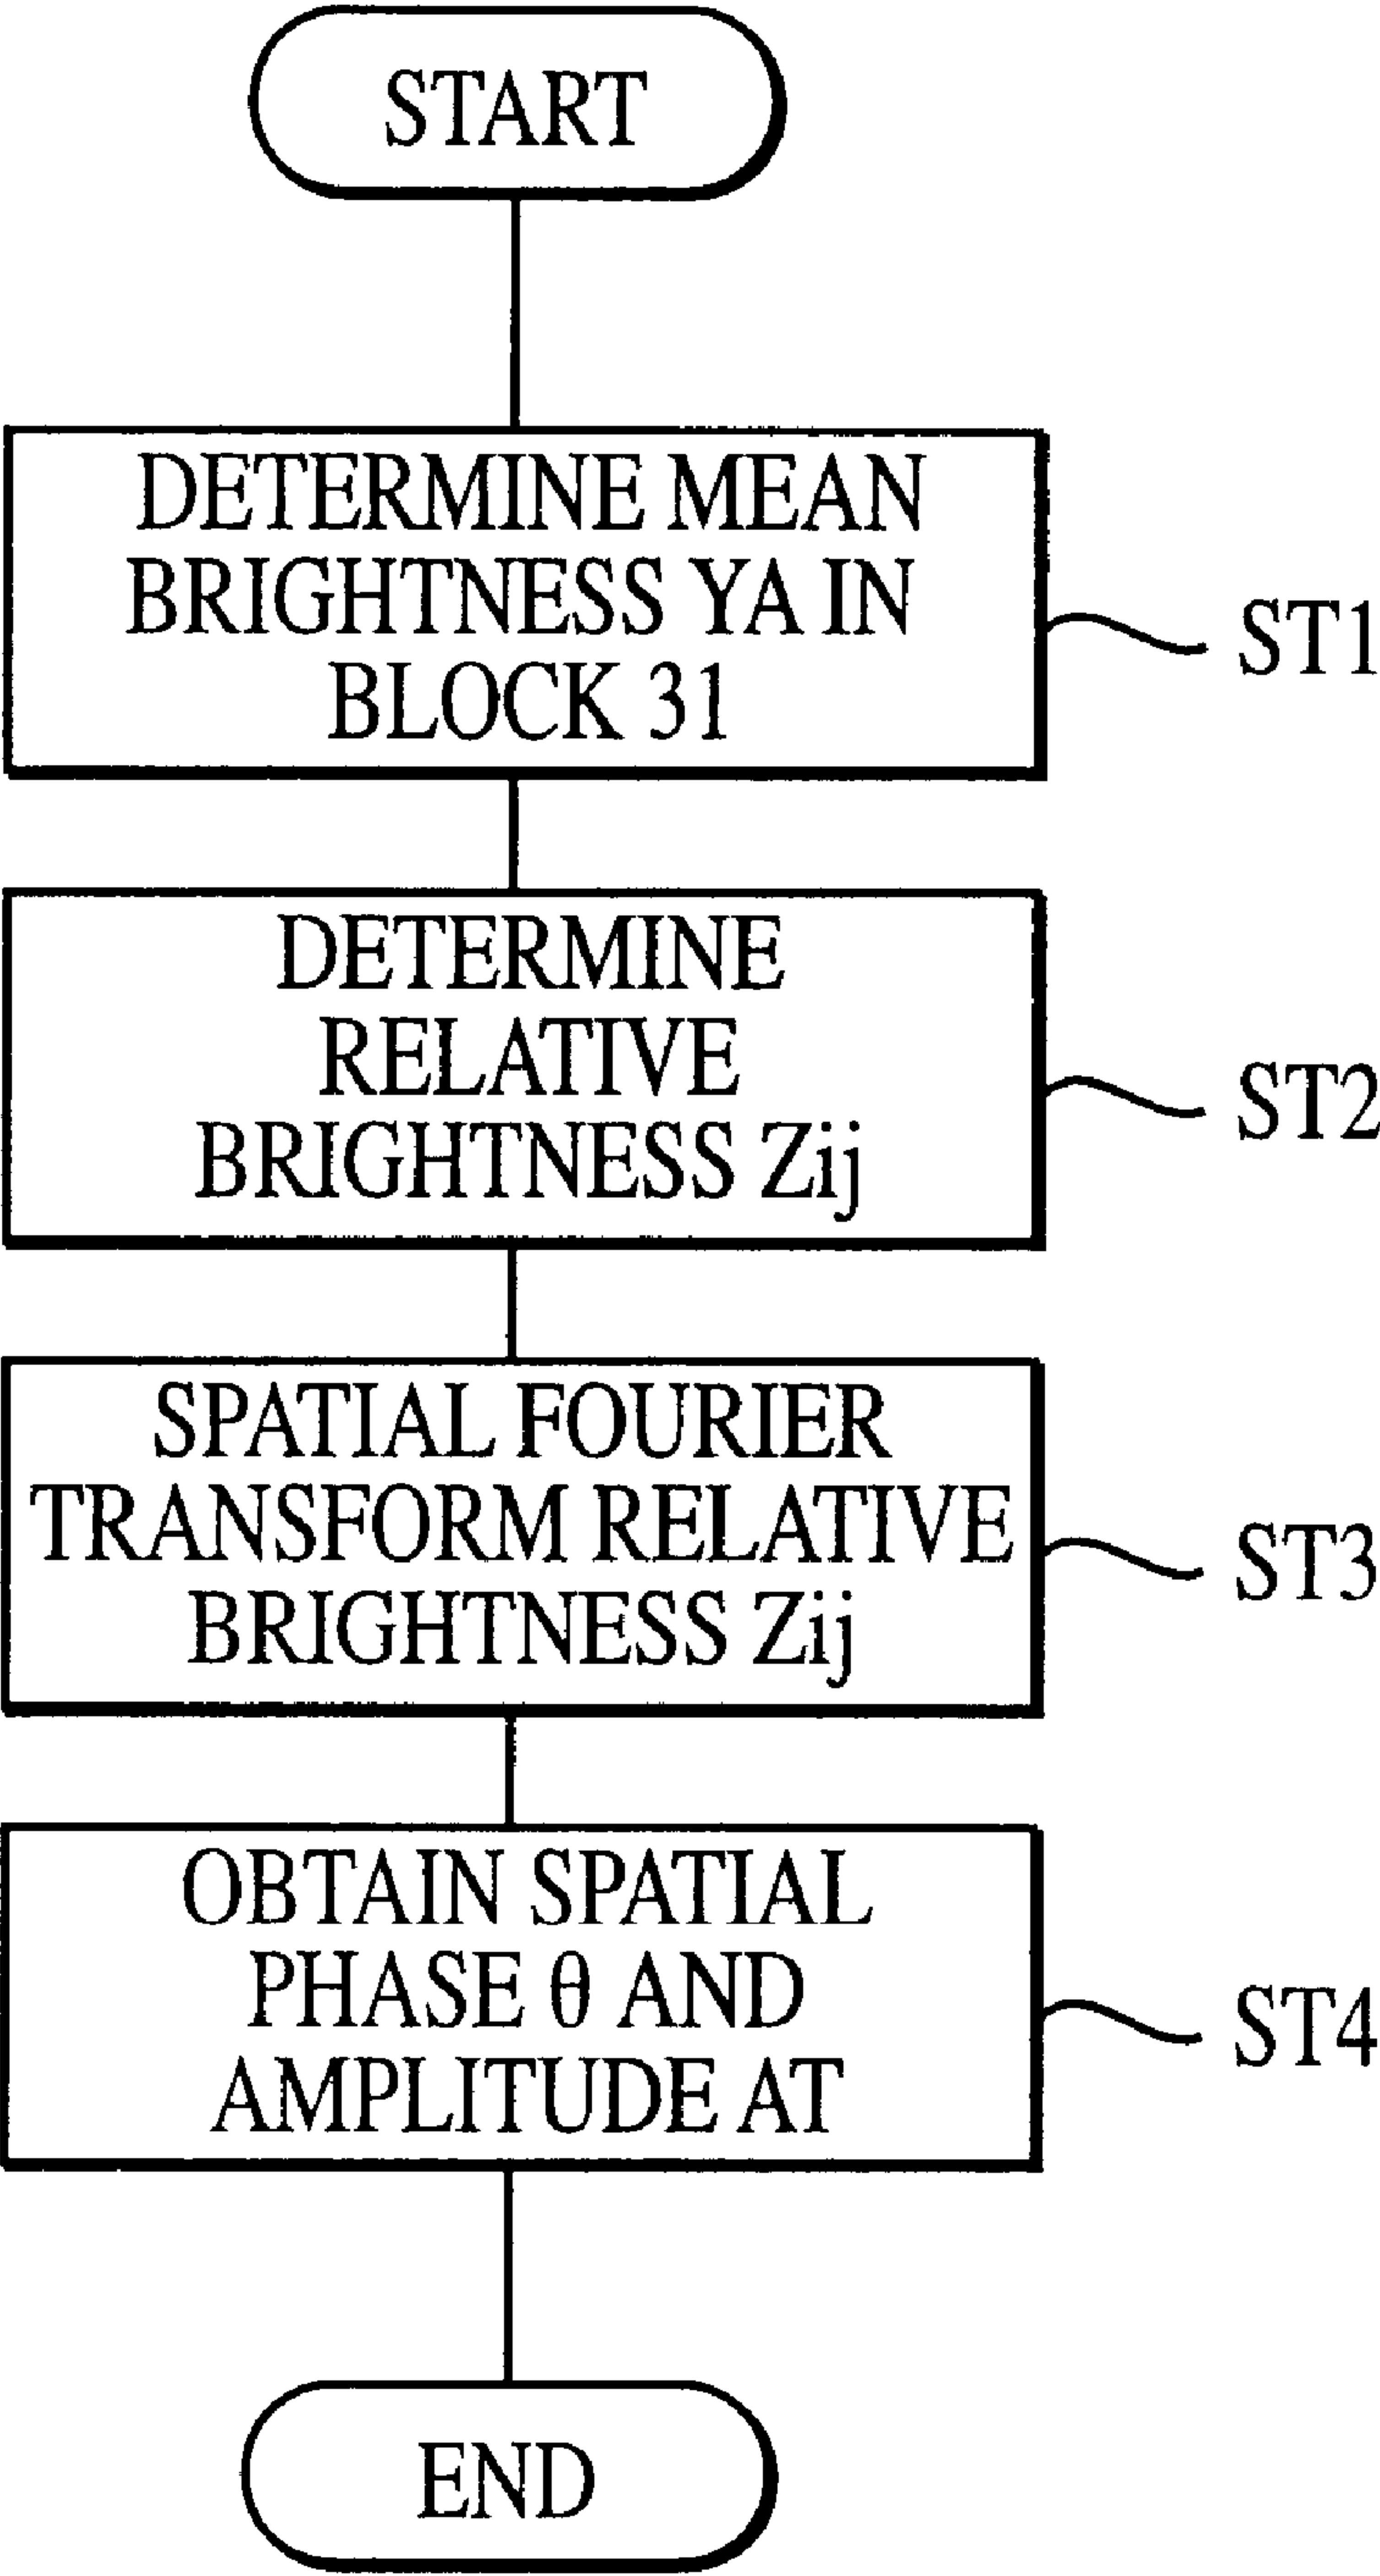 START
DETERMINE MEAN
BRIGHTNESS YA IN
BLOCK 31
ST1
DETERMINE
RELATIVE
BRIGHTNESS Zij
ST2
SPATIAL FOURIER
TRANSFORM RELATIVE
BRIGHTNESS Zij
ST3
OBTAIN SPATIAL
PHASE θ AND
AMPLITUDE AT
ST4
END